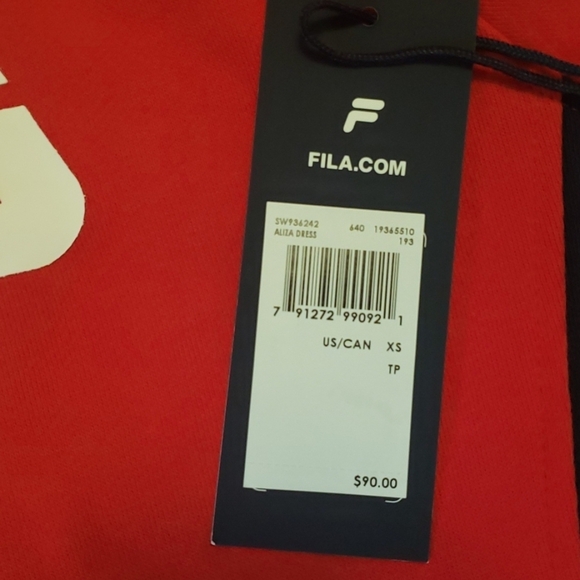 F
FILA.COM
SW936242 640 19365510
ALIZA DRESS 193
7 91272 99092 1
US/CAN XS
TP
$90.00